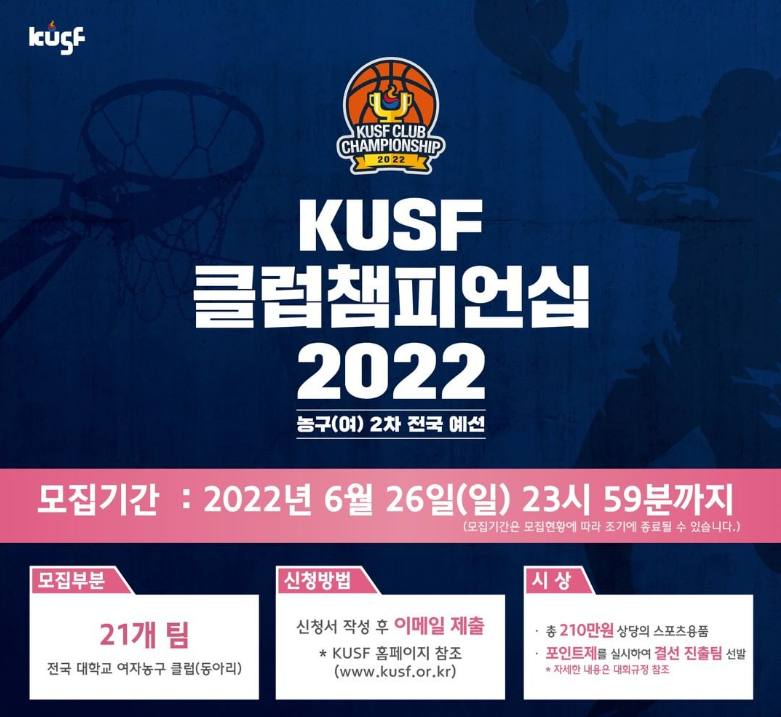 kusf
KUSF CLUB
CHAMPIONSHIP
2022
KUSF
클럽챔피언십
2022
농구(여) 2차 전국 예선
모집기간 : 2022년 6월 26일(일) 23시 59분까지
(모집기간은 모집현황에 따라 조기에 종료될 수 있습니다.)
모집부분
21개 팀
전국 대학교 여자농구 클럽(동아리)
신청방법
신청서 작성 후 이메일 제출
* KUSF 홈페이지 참조
(www.kusf.or.kr)
시 상
· 총 210만원 상당의 스포츠용품
· 포인트제를 실시하여 결선 진출팀 선발
* 자세한 내용은 대회규정 참조